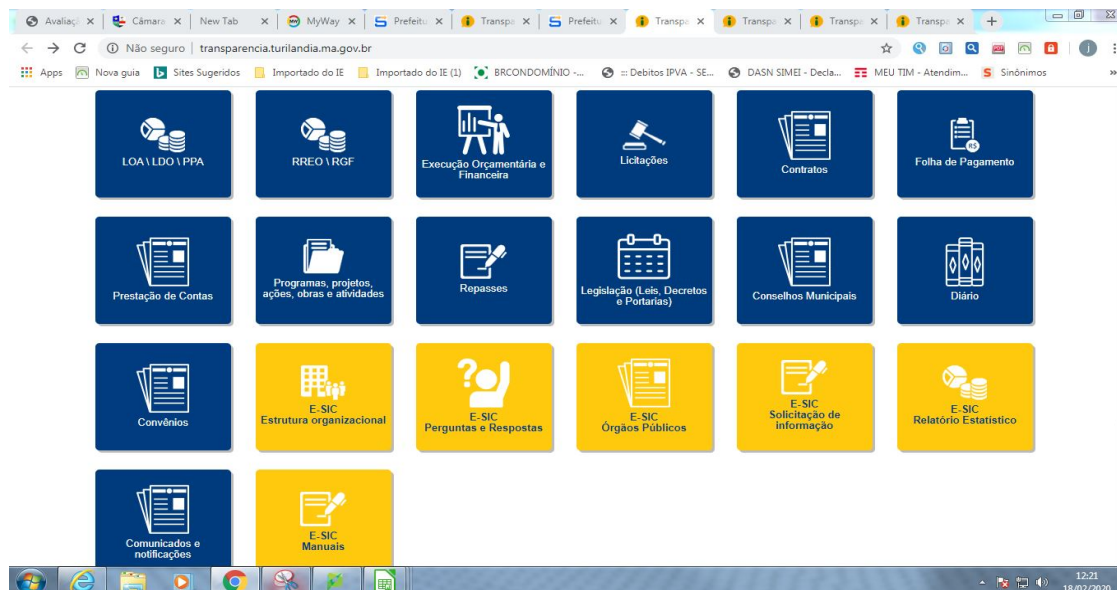 Avaliaçã
Câmara
New Tab
MyWay
Prefeitu
Transpa
Prefeitu
Transpa
Transpa
Transpa
Transpa
Não seguro | transparencia.turilandia.ma.gov.br
Apps
Nova guia
Sites Sugeridos
Importado do IE
Importado do IE (1)
BRCONDOMÍNIO -...
::: Debitos IPVA - SE...
DASN SIMEI - Decla...
MEU TIM - Atendim...
Sinônimos
»
LOA \ LDO \ PPA
RREO \ RGF
Execução Orçamentária e
Financeira
Licitações
Contratos
R$
Folha de Pagamento
Prestação de Contas
Programas, projetos,
ações, obras e atividades
Repasses
Legislação (Leis, Decretos
e Portarias)
Conselhos Municipais
Diário
Convênios
E-SIC
Estrutura organizacional
E-SIC
Perguntas e Respostas
E-SIC
Órgãos Públicos
E-SIC
Solicitação de
informação
E-SIC
Relatório Estatístico
Comunicados e
notificações
E-SIC
Manuais
12:21
18/02/2020